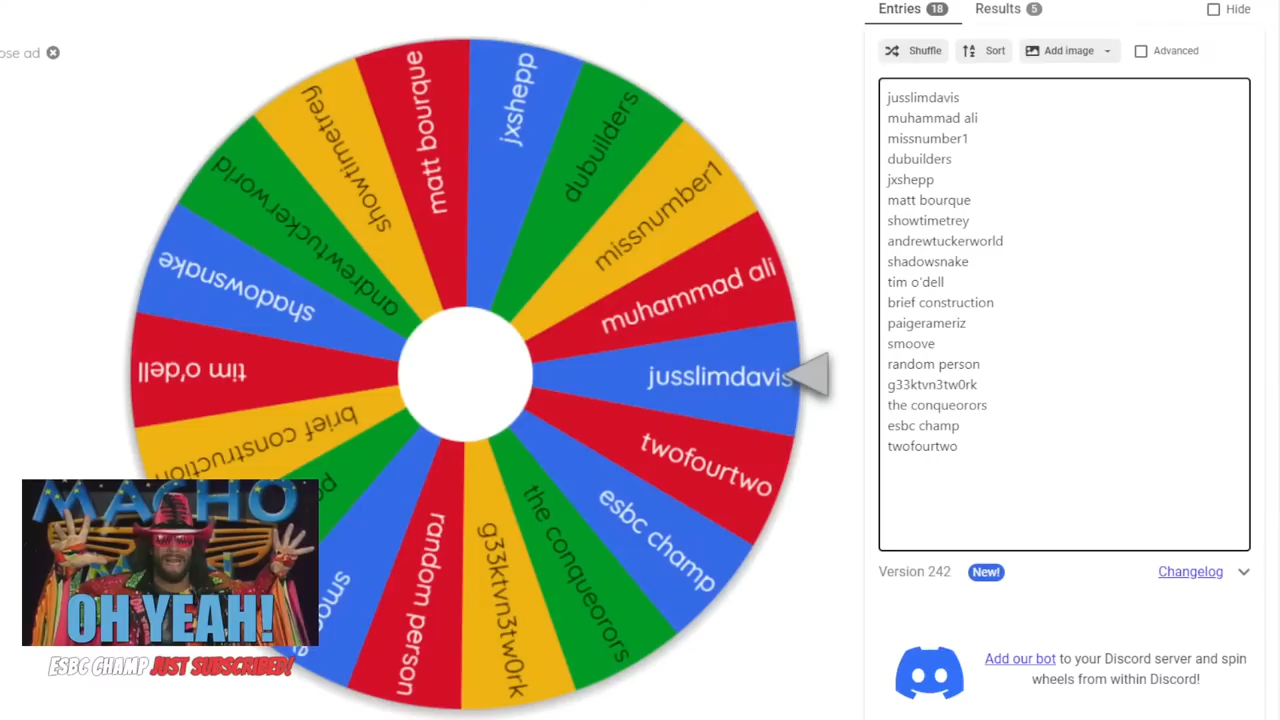 Entries 18
Results 5
Hide
ose ad
Shuffle
Sort
Add image
Advanced
jusslimdavis
muhammad ali
missnumber1
dubuilders
jxshepp
matt bourque
showtimetrey
andrewtuckerworld
shadowsnake
tim o'dell
brief construction
paigerameriz
smoove
random person
g33ktvn3tw0rk
the conqueorors
esbc champ
twofourtwo
matt bourque
jxshepp
dubuilders
missnumber1
muhammad ali
jusslimdavis
twofourtwo
esbc champ
the conqueorors
g33ktvn3tw0rk
random person
smo
pa
brief construction
tim o'dell
shadowsnake
andrewtuckerworld
showtimetrey
MACHO
OH YEAH!
ESBC CHAMP JUST SUBSCRIBED!
Version 242
New!
Changelog
Add our bot to your Discord server and spin
wheels from within Discord!